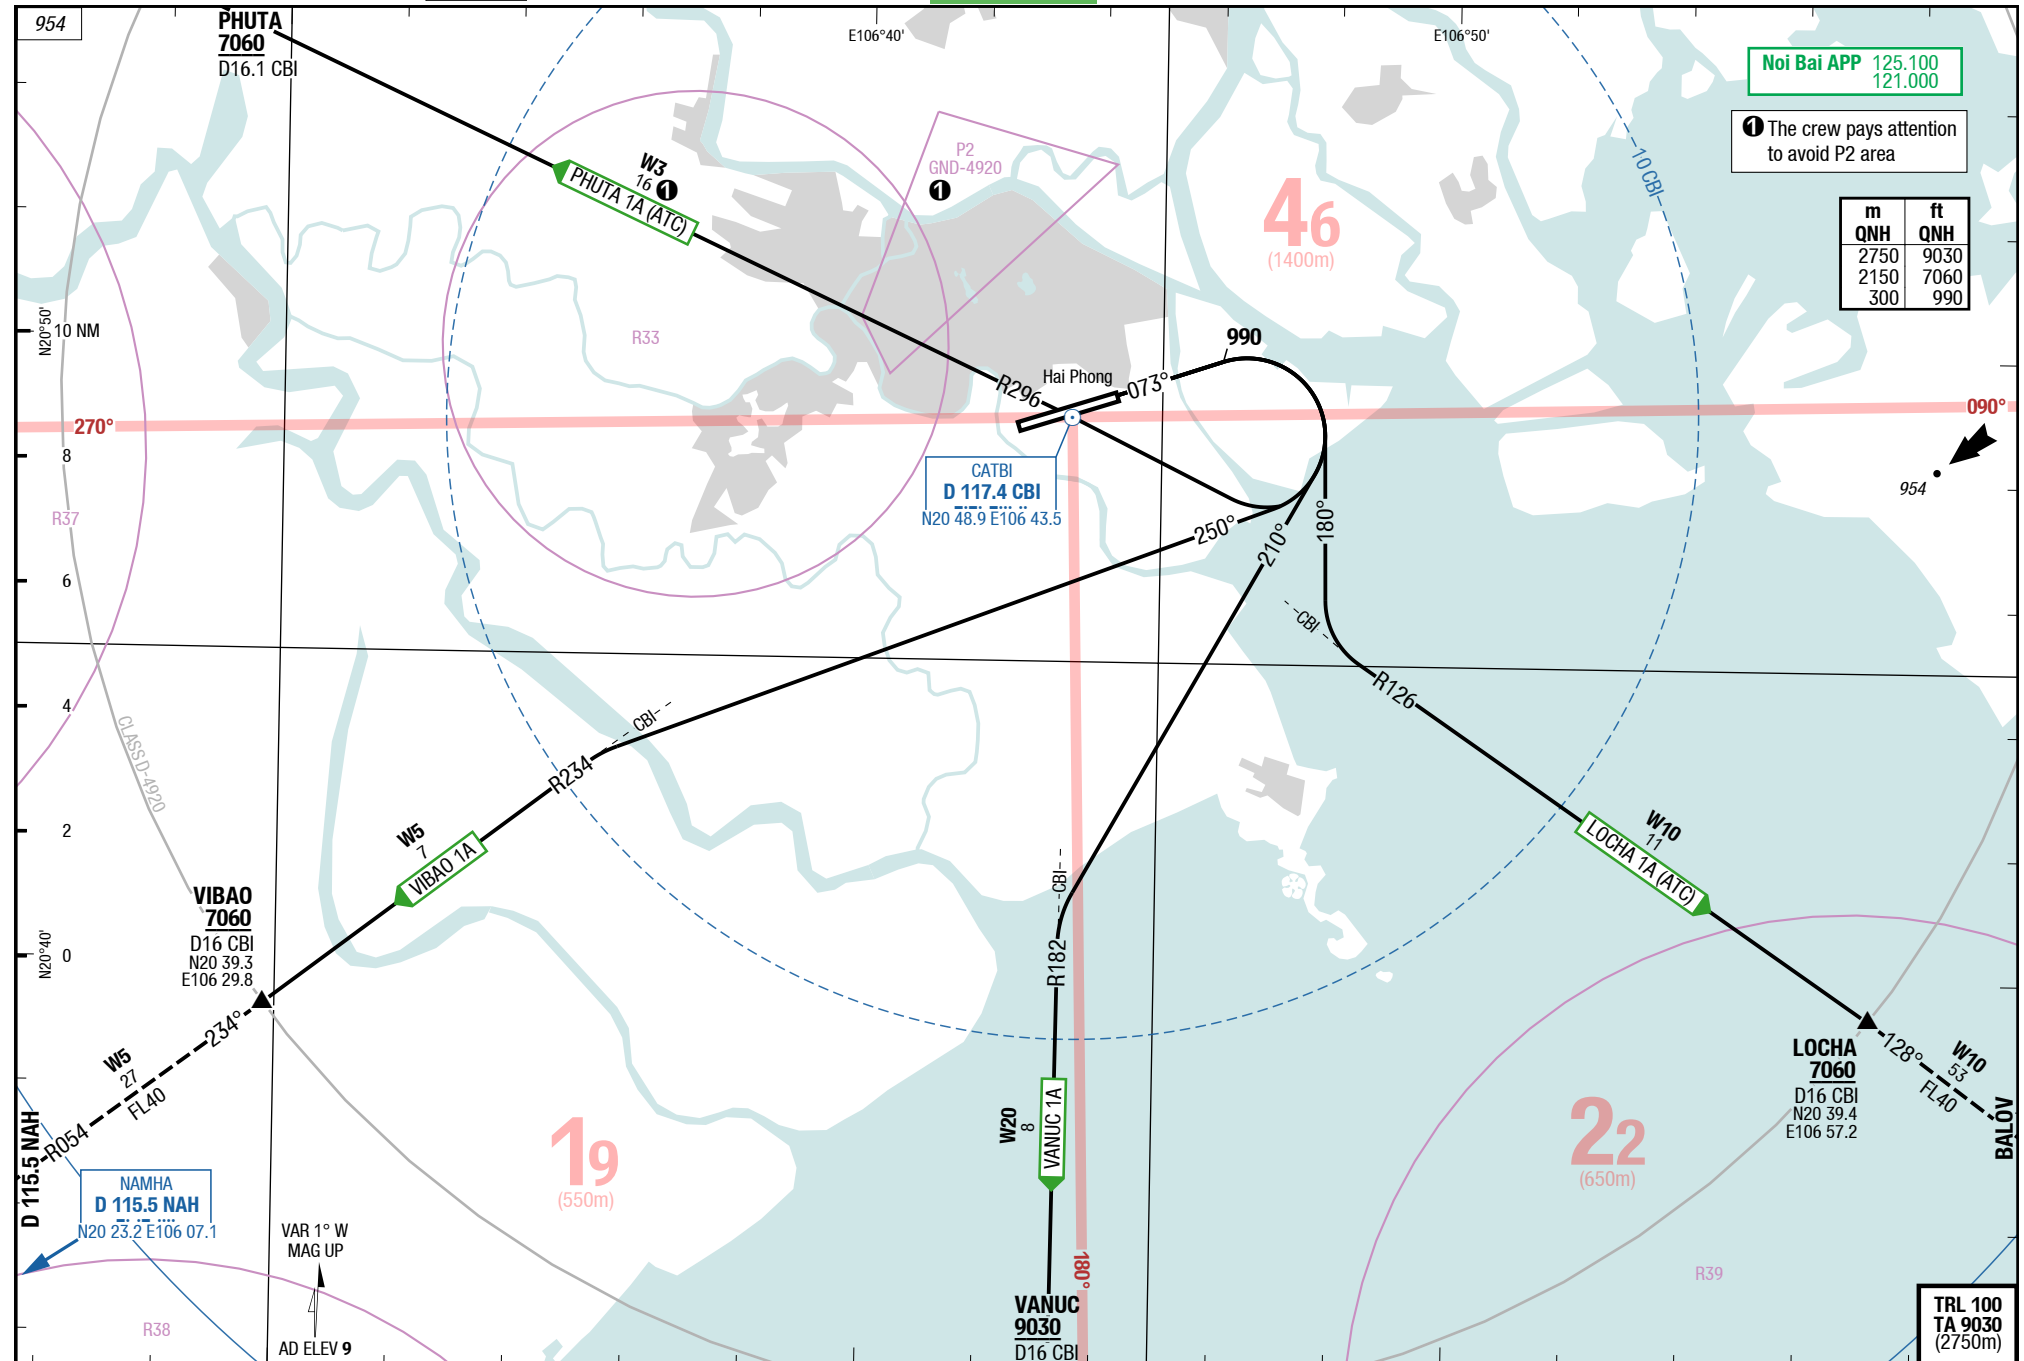 954
PHUTA
7060
D16.1 CBI
E106°40'
E106°50'
Noi Bai APP 125.100
121.000
1 The crew pays attention
to avoid P2 area
10 CBI
m ft
QNH QNH
2750 9030
2150 7060
300 990
W3
16 1
PHUTA 1A (ATC)
P2
GND-4920
1
46
(1400m)
N20°50'
10 NM
R33
990
Hai Phong
R296
073°
270°
090°
8
954
CATBI
D 117.4 CBI
N20 48.9 E106 43.5
R37
250°
210°
180°
6
CBI
R126
4
CLASS D-4920
CBI
R234
2
W5
7
VIBAO 1A
W10
11
LOCHA 1A (ATC)
CBI
VIBAO
7060
D16 CBI
N20 39.3
E106 29.8
N20°40'
0
R182
234°
W5
27
FL40
R054
D 115.5 NAH
LOCHA
7060
D16 CBI
N20 39.4
E106 57.2
128°
W10
53
FL40
BALOV
W20
8
VANUC 1A
19
(550m)
22
(650m)
NAMHA
D 115.5 NAH
N20 23.2 E106 07.1
VAR 1° W
MAG UP
180°
R39
R38
AD ELEV 9
VANUC
9030
D16 CBI
TRL 100
TA 9030
(2750m)